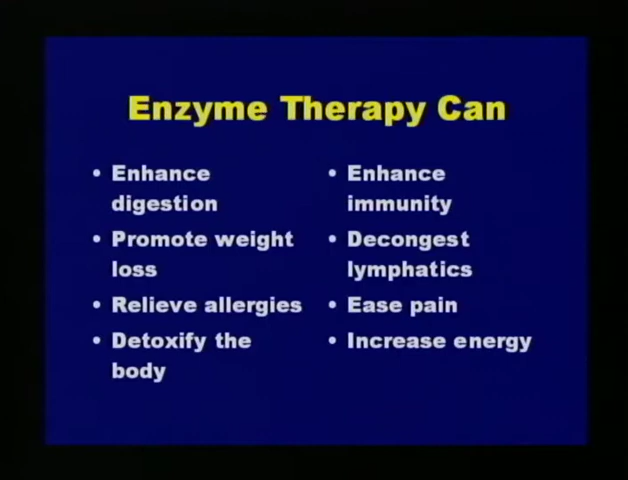 Enzyme Therapy Can
• Enhance
digestion
• Promote weight
loss
• Relieve allergies
• Detoxify the
body
• Enhance
immunity
• Decongest
lymphatics
• Ease pain
• Increase energy